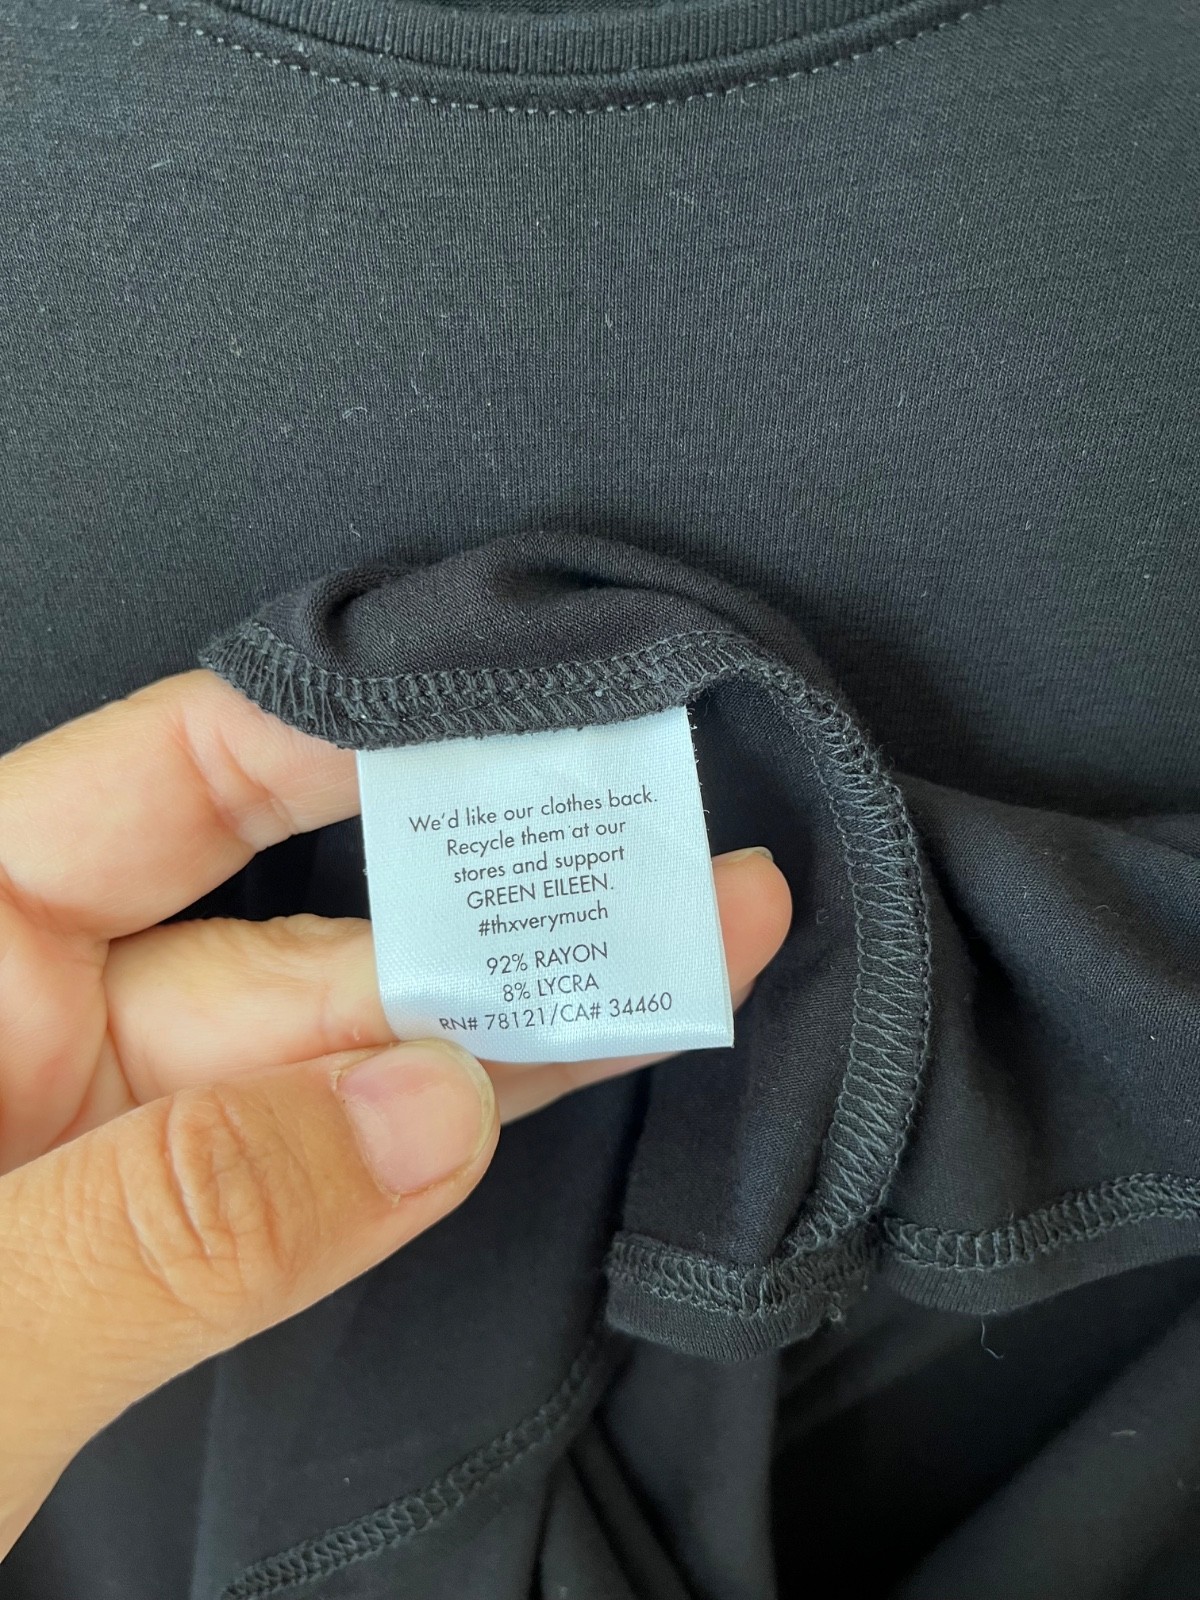 We'd like our clothes back.
Recycle them at our
stores and support
GREEN EILEEN.
#thxverymuch
92% RAYON
8% LYCRA
RN# 78121/CA# 34460